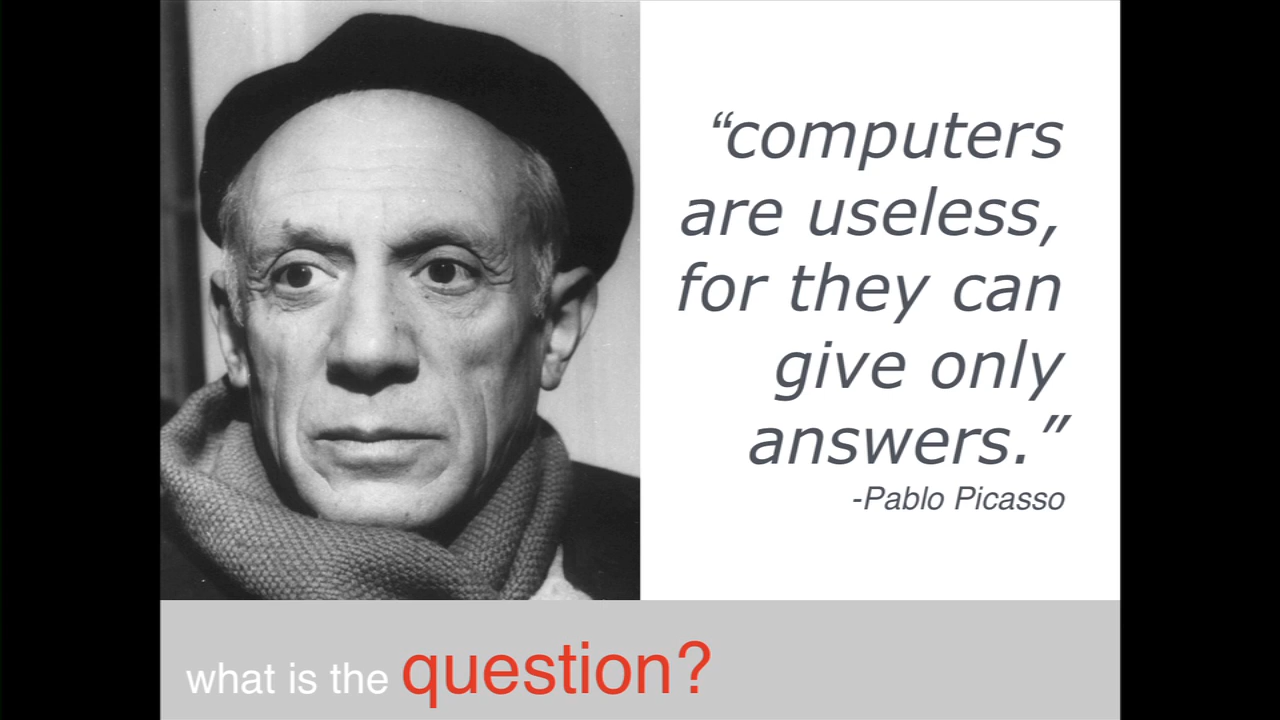 “computers
are useless,
for they can
give only
answers.”
-Pablo Picasso
what is the question?